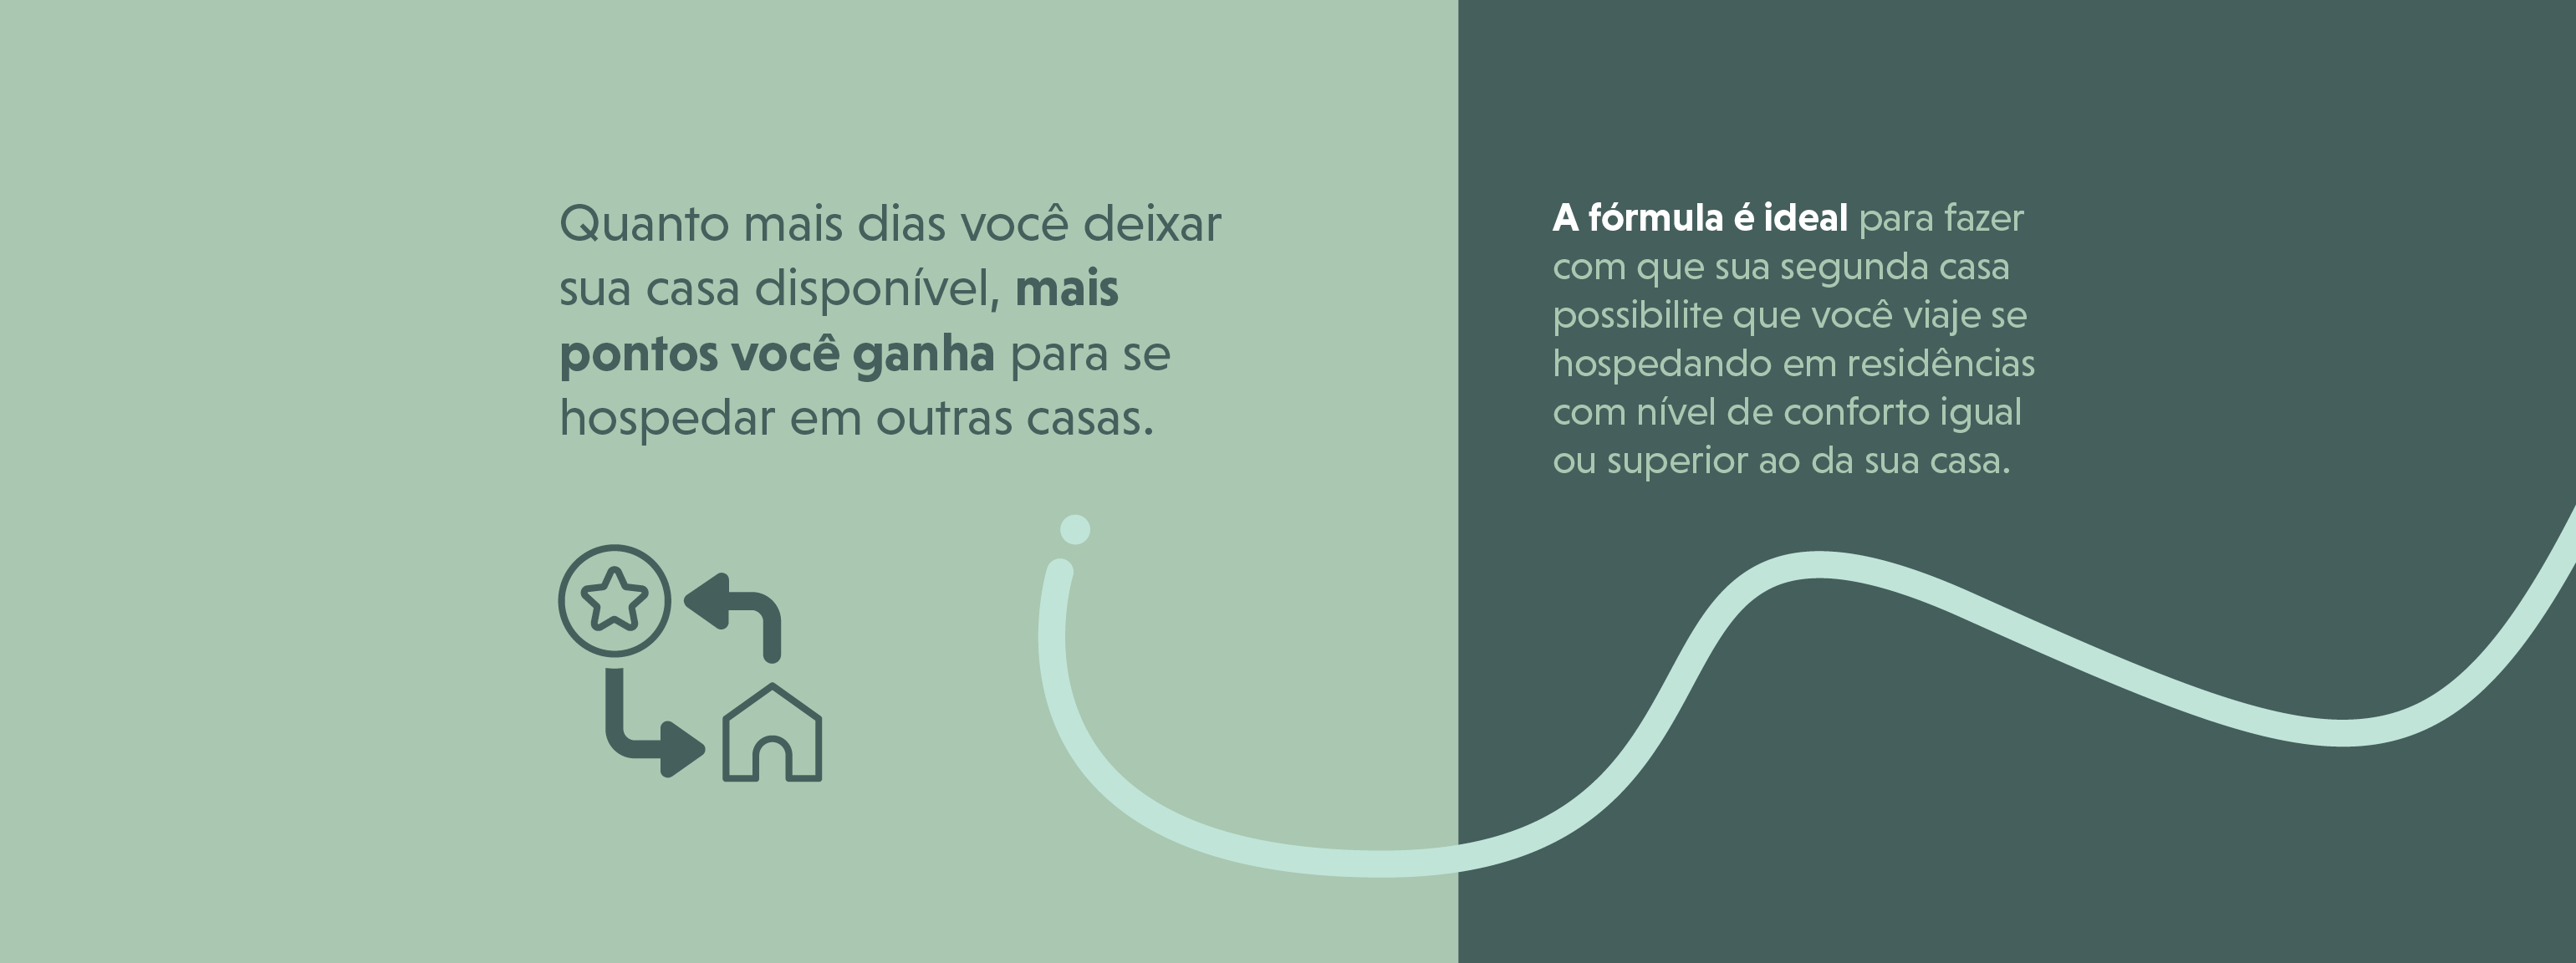 Quanto mais dias você deixar
sua casa disponível, mais
pontos você ganha para se
hospedar em outras casas.
A fórmula é ideal para fazer
com que sua segunda casa
possibilite que você viaje se
hospedando em residências
com nível de conforto igual
ou superior ao da sua casa.